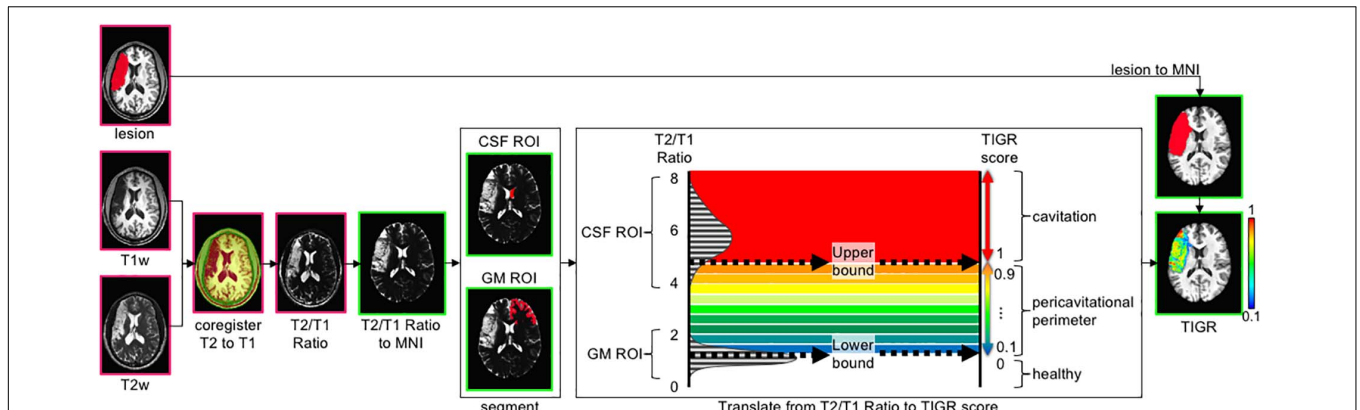 lesion to MNI
lesion
CSF ROI
T2/T1
Ratio
TIGR
score
8
CSF ROI
6
4
2
GM ROI
0
Upper
bound
Lower
bound
1
0.9
...
0.1
0
cavitation
pericavitational
perimeter
healthy
T1w
GM ROI
coregister
T2 to T1
T2/T1
Ratio
T2/T1 Ratio
to MNI
T2w
segment
Translate from T2/T1 Ratio to TIGR score
1
0.1
TIGR